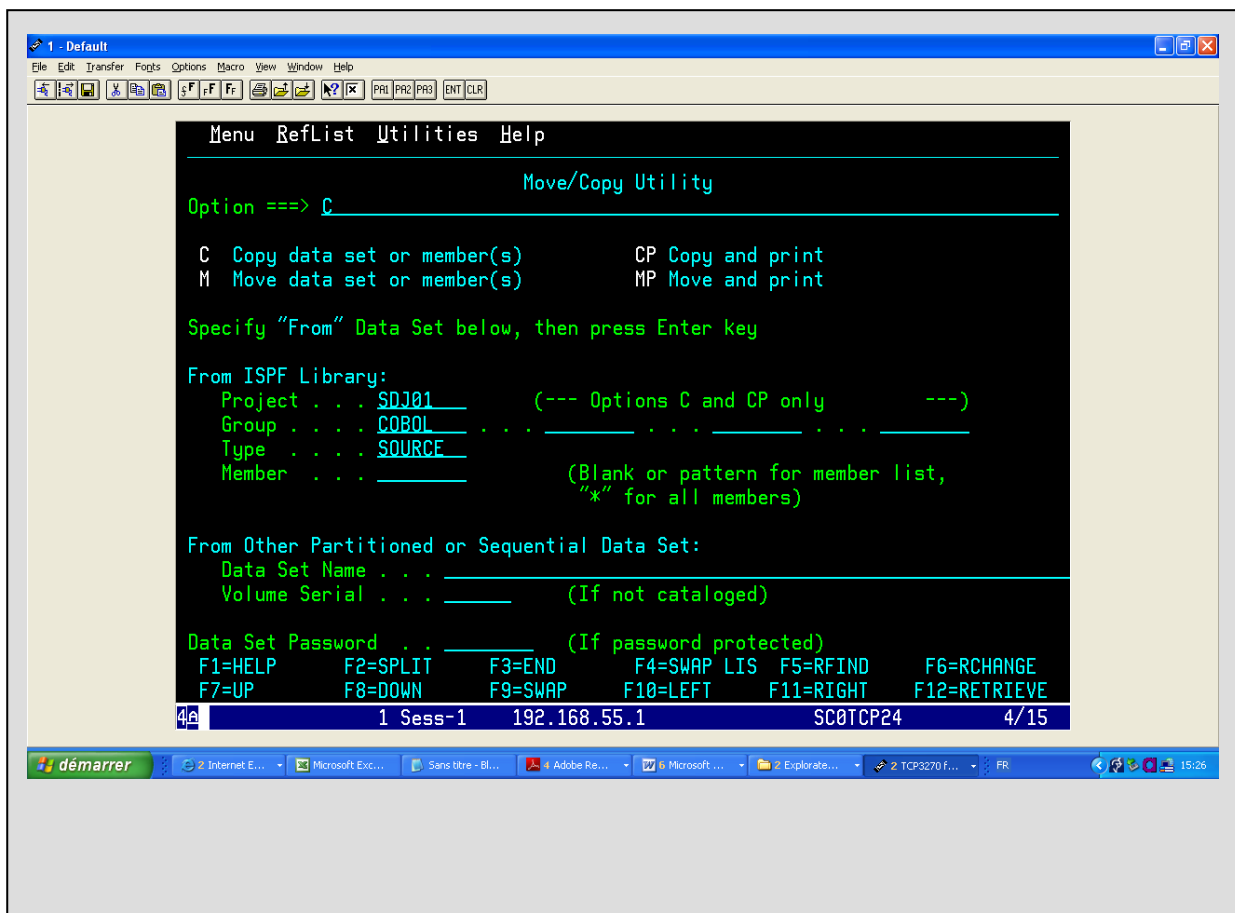 1 - Default
File Edit Transfer Fonts Options Macro View Window Help
PA1 PA2 PA3 ENT CLR
Menu RefList Utilities Help
Move/Copy Utility
Option ===> C
C Copy data set or member(s) CP Copy and print
M Move data set or member(s) MP Move and print
Specify "From" Data Set below, then press Enter key
From ISPF Library:
Project . . . SDJ01 (--- Options C and CP only ---)
Group . . . . COBOL . . . . . . . . .
Type . . . . SOURCE
Member . . . (Blank or pattern for member list,
"*" for all members)
From Other Partitioned or Sequential Data Set:
Data Set Name . . .
Volume Serial . . . (If not cataloged)
Data Set Password . . (If password protected)
F1=HELP F2=SPLIT F3=END F4=SWAP LIS F5=RFIND F6=RCHANGE
F7=UP F8=DOWN F9=SWAP F10=LEFT F11=RIGHT F12=RETRIEVE
4A 1 Sess-1 192.168.55.1 SC0TCP24 4/15
démarrer 2 Internet E... Microsoft Exc... Sans titre - Bl... 4 Adobe Re... 6 Microsoft ... 2 Explorate... 2 TCP3270 f... FR 15:26